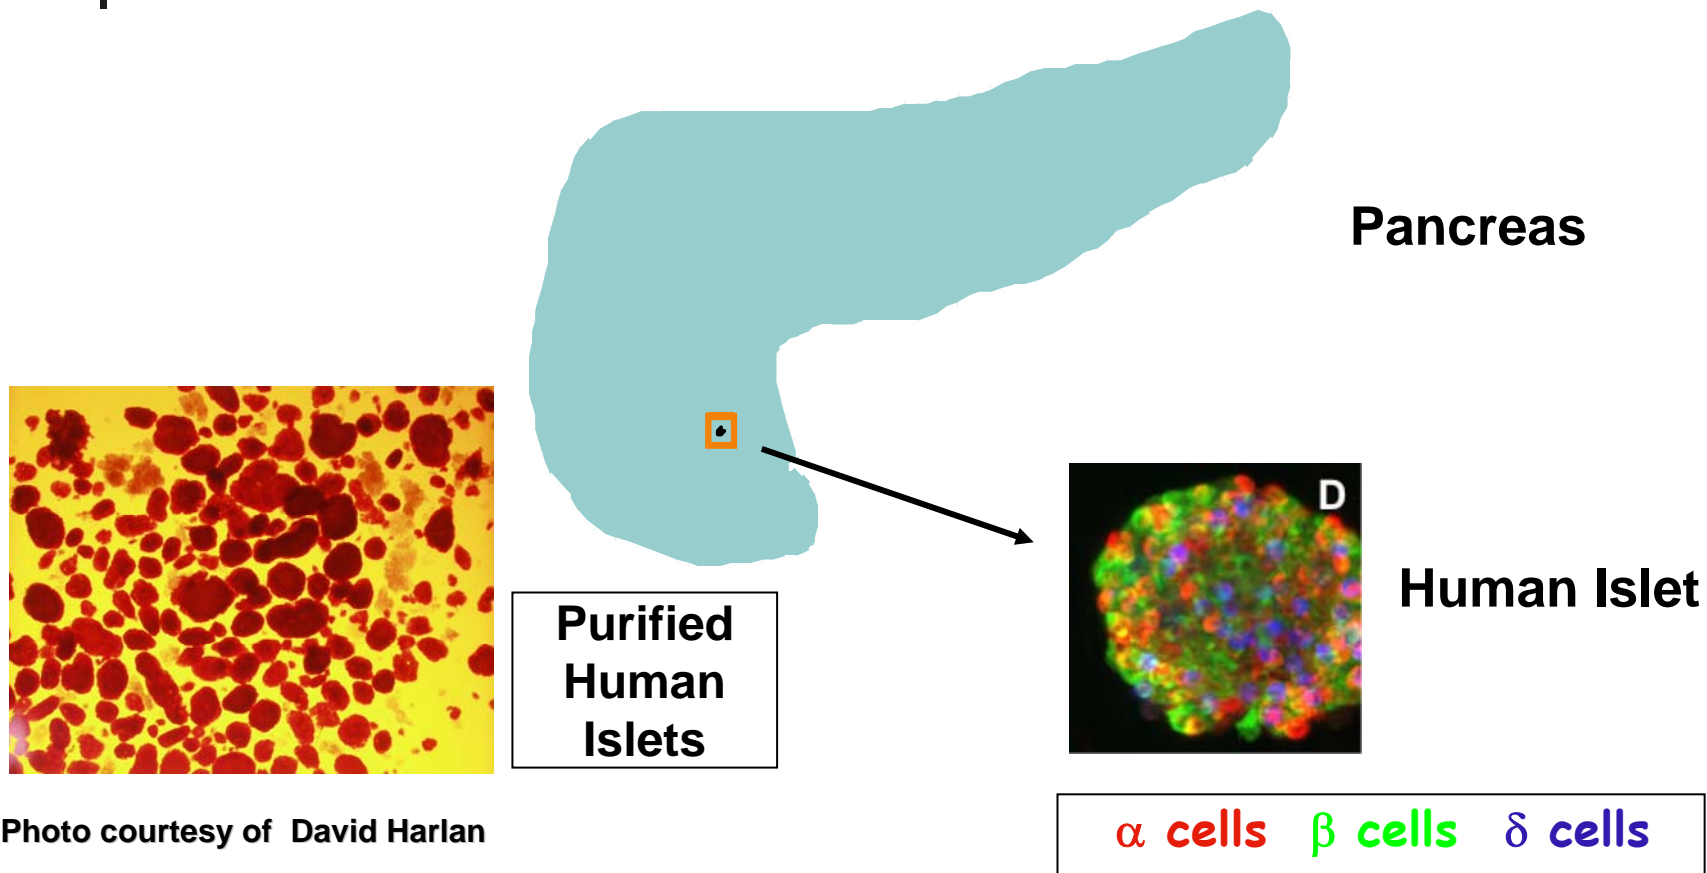 Pancreas
D
Human Islet
Purified
Human
Islets
Photo courtesy of David Harlan
α cells β cells δ cells